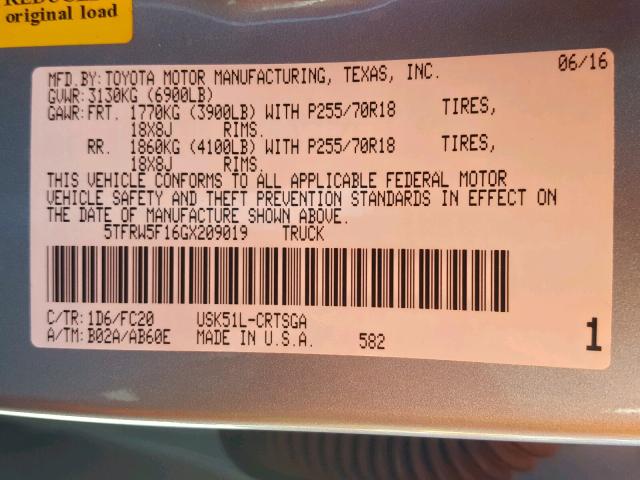 original load
MFD.BY:TOYOTA MOTOR MANUFACTURING, TEXAS, INC. 06/16
GVWR:3130KG (6900LB)
GAWR:FRT. 1770KG (3900LB) WITH P255/70R18 TIRES,
18X8J RIMS.
RR. 1860KG (4100LB) WITH P255/70R18 TIRES,
18X8J RIMS.
THIS VEHICLE CONFORMS TO ALL APPLICABLE FEDERAL MOTOR
VEHICLE SAFETY AND THEFT PREVENTION STANDARDS IN EFFECT ON
THE DATE OF MANUFACTURE SHOWN ABOVE.
5TFRW5F16GX209019 TRUCK
C/TR:1D6/FC20 USK51L-CRTSGA
A/TM:B02A/AB60E MADE IN U.S.A. 582 1